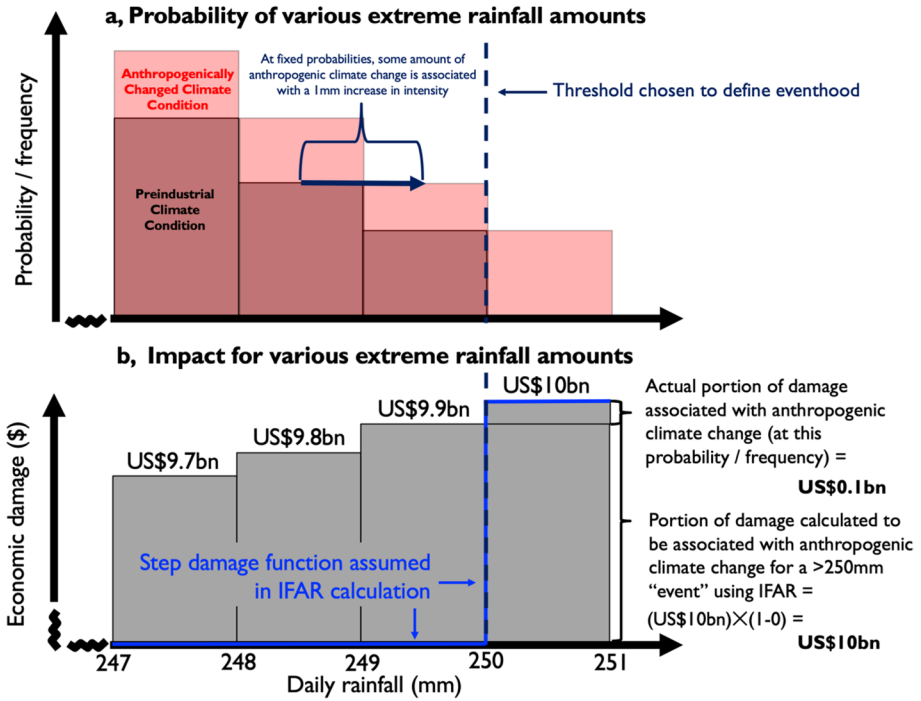 a, Probability of various extreme rainfall amounts
Anthropogenically
Changed Climate
Condition
At fixed probabilities, some amount of
anthropogenic climate change is associated
with a 1mm increase in intensity
Threshold chosen to define eventhood
Preindustrial
Climate
Condition
Probability / frequency
b, Impact for various extreme rainfall amounts
US$9.7bn
US$9.8bn
US$9.9bn
US$10bn
Actual portion of damage
associated with anthropogenic
climate change (at this
probability / frequency) =
US$0.1bn
Portion of damage calculated to
be associated with anthropogenic
climate change for a >250mm
“event” using IFAR =
(US$10bn)×(1-0) =
US$10bn
Step damage function assumed
in IFAR calculation
Economic damage ($)
247 248 249 250 251
Daily rainfall (mm)